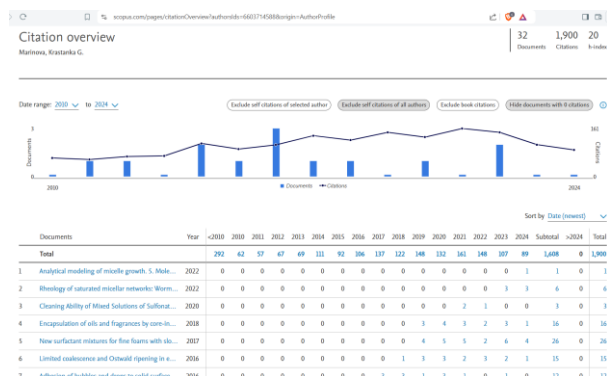 scopus.com/pages/citationOverview?authorsIds=6603714588&origin=AuthorProfile
Citation overview
Marinova, Krastanka G.
32 1,900 20
Documents Citations h-index
Date range: 2010 to 2024
Exclude self citations of selected author Exclude self citations of all authors Exclude book citations Hide documents with 0 citations
3
Documents
0
2010
2024
Citations
0
Documents Citations
Sort by Date (newest)
Documents Year <2010 2010 2011 2012 2013 2014 2015 2016 2017 2018 2019 2020 2021 2022 2023 2024 Subtotal >2024 Total
Total 292 62 57 67 69 111 92 106 137 122 148 132 161 148 107 89 1,608 0 1,900
1 Analytical modeling of micelle growth. 5. Mole... 2022 0 0 0 0 0 0 0 0 0 0 0 0 0 0 0 1 1 0 1
2 Rheology of saturated micellar networks: Worm... 2022 0 0 0 0 0 0 0 0 0 0 0 0 0 0 3 3 6 0 6
3 Cleaning Ability of Mixed Solutions of Sulfonat... 2020 0 0 0 0 0 0 0 0 0 0 0 0 2 1 0 0 3 0 3
4 Encapsulation of oils and fragrances by core-in... 2018 0 0 0 0 0 0 0 0 0 0 3 4 3 2 3 1 16 0 16
5 New surfactant mixtures for fine foams with slo... 2017 0 0 0 0 0 0 0 0 0 0 4 5 5 2 6 4 26 0 26
6 Limited coalescence and Ostwald ripening in e... 2016 0 0 0 0 0 0 0 0 0 1 3 3 2 3 2 1 15 0 15